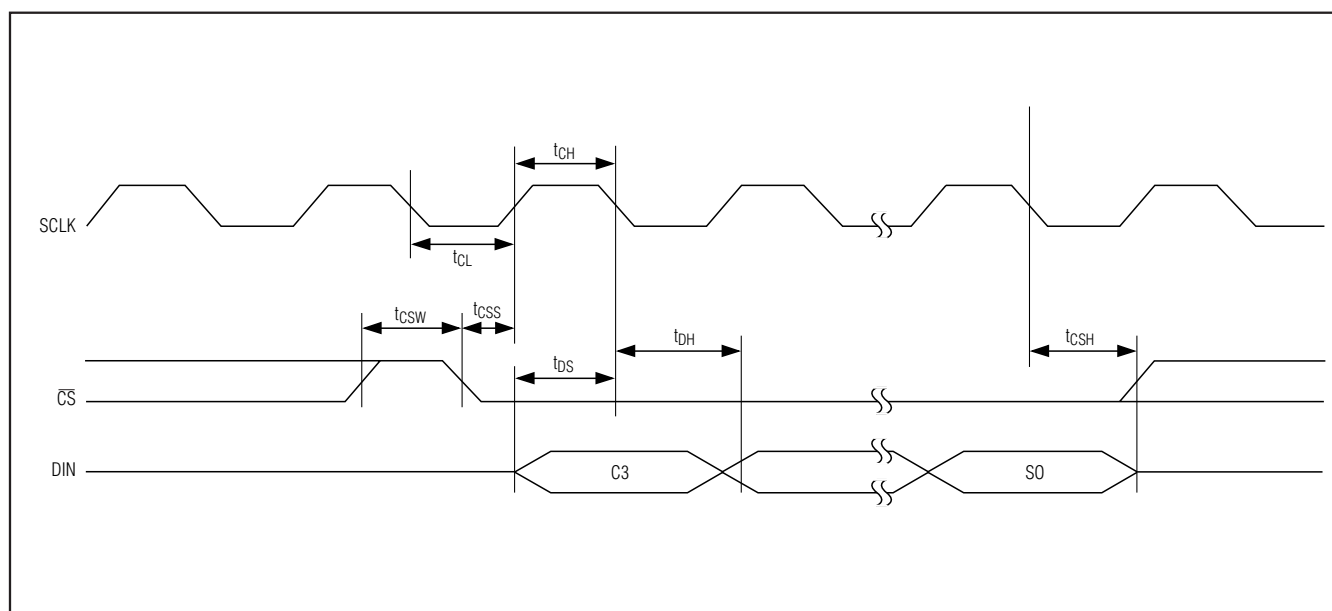 tCH
SCLK
tCL
tCSW
tCSS
tDH
tCSH
tDS
CS
DIN
C3
S0